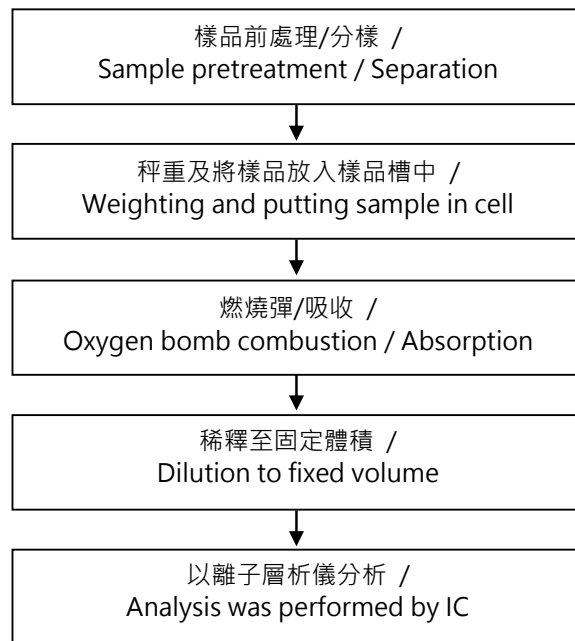 樣品前處理/分樣 /
Sample pretreatment / Separation
秤重及將樣品放入樣品槽中 /
Weighting and putting sample in cell
燃燒彈/吸收 /
Oxygen bomb combustion / Absorption
稀釋至固定體積 /
Dilution to fixed volume
以離子層析儀分析 /
Analysis was performed by IC